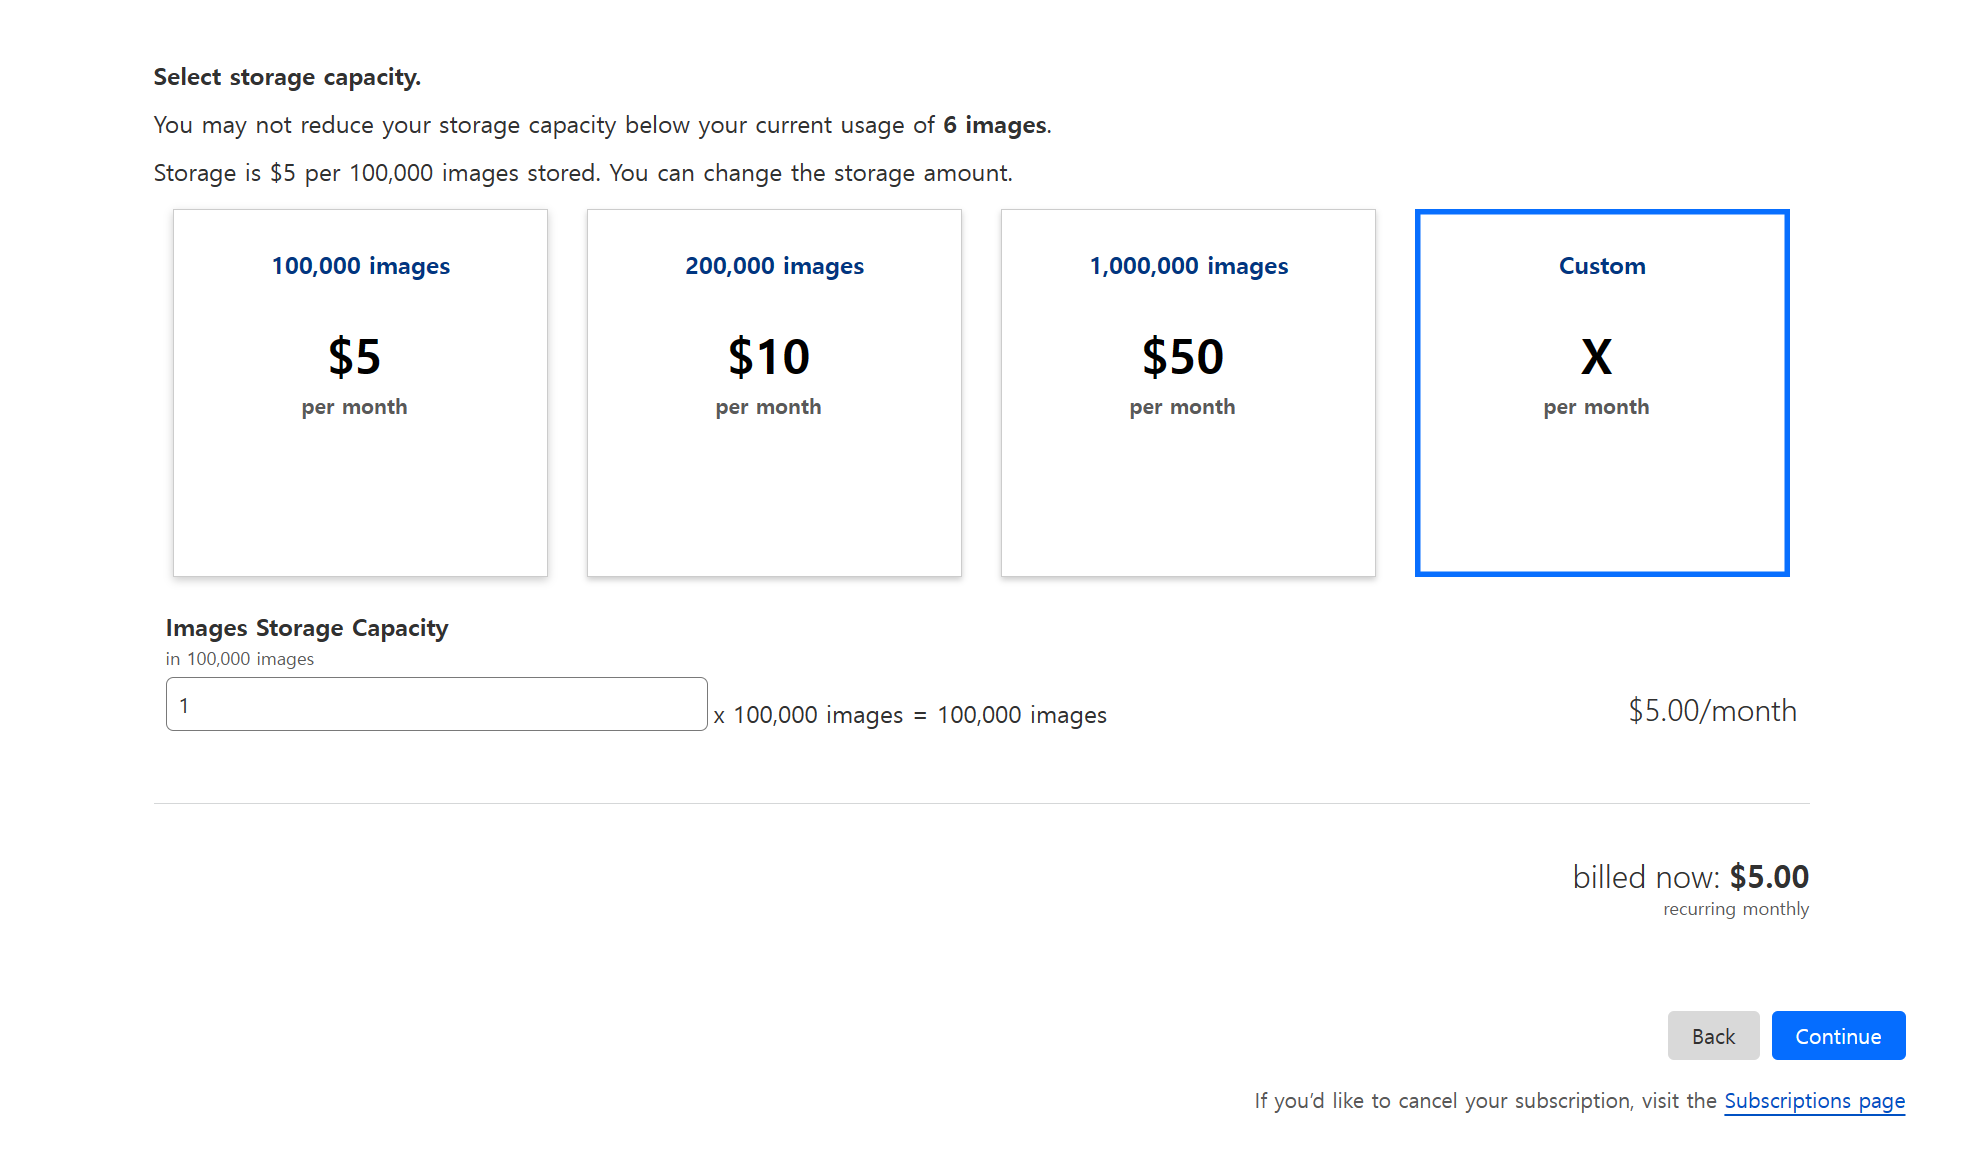 Select storage capacity.
You may not reduce your storage capacity below your current usage of 6 images.
Storage is $5 per 100,000 images stored. You can change the storage amount.
100,000 images
$5
per month
200,000 images
$10
per month
1,000,000 images
$50
per month
Custom
X
per month
Images Storage Capacity
in 100,000 images
1
x 100,000 images = 100,000 images
$5.00/month
billed now: $5.00
recurring monthly
Back
Continue
If you’d like to cancel your subscription, visit the Subscriptions page